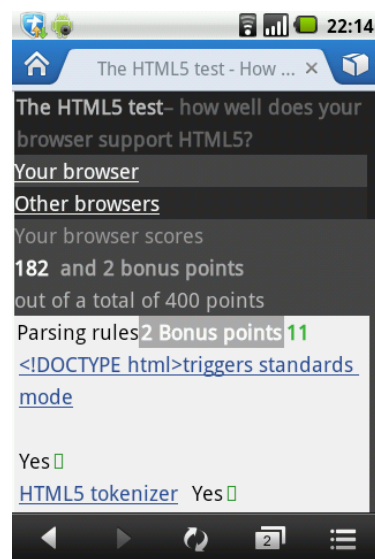 22:14
The HTML5 test - How ... ×
The HTML5 test– how well does your
browser support HTML5?
Your browser
Other browsers
Your browser scores
182 and 2 bonus points
out of a total of 400 points
Parsing rules 2 Bonus points 11
<!DOCTYPE html>triggers standards
mode
Yes
HTML5 tokenizer Yes
2